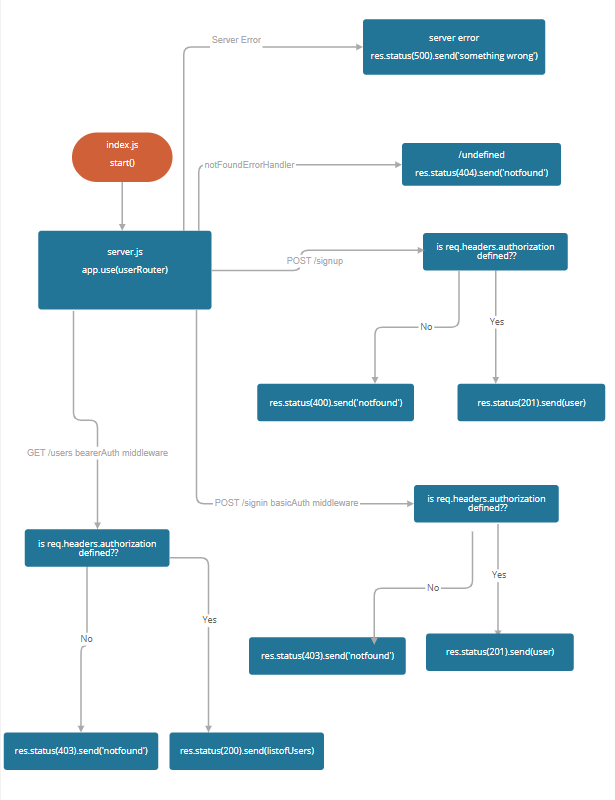 Server Error
server error
res.status(500).send('something wrong')
index.js
start()
notFoundErrorHandler
/undefined
res.status(404).send('notfound')
server.js
app.use(userRouter)
POST /signup
is req.headers.authorization
defined??
No
Yes
res.status(400).send('notfound')
res.status(201).send(user)
GET /users bearerAuth middleware
POST /signin basicAuth middleware
is req.headers.authorization
defined??
is req.headers.authorization
defined??
No
Yes
No
Yes
res.status(403).send('notfound')
res.status(201).send(user)
res.status(403).send('notfound')
res.status(200).send(listofUsers)